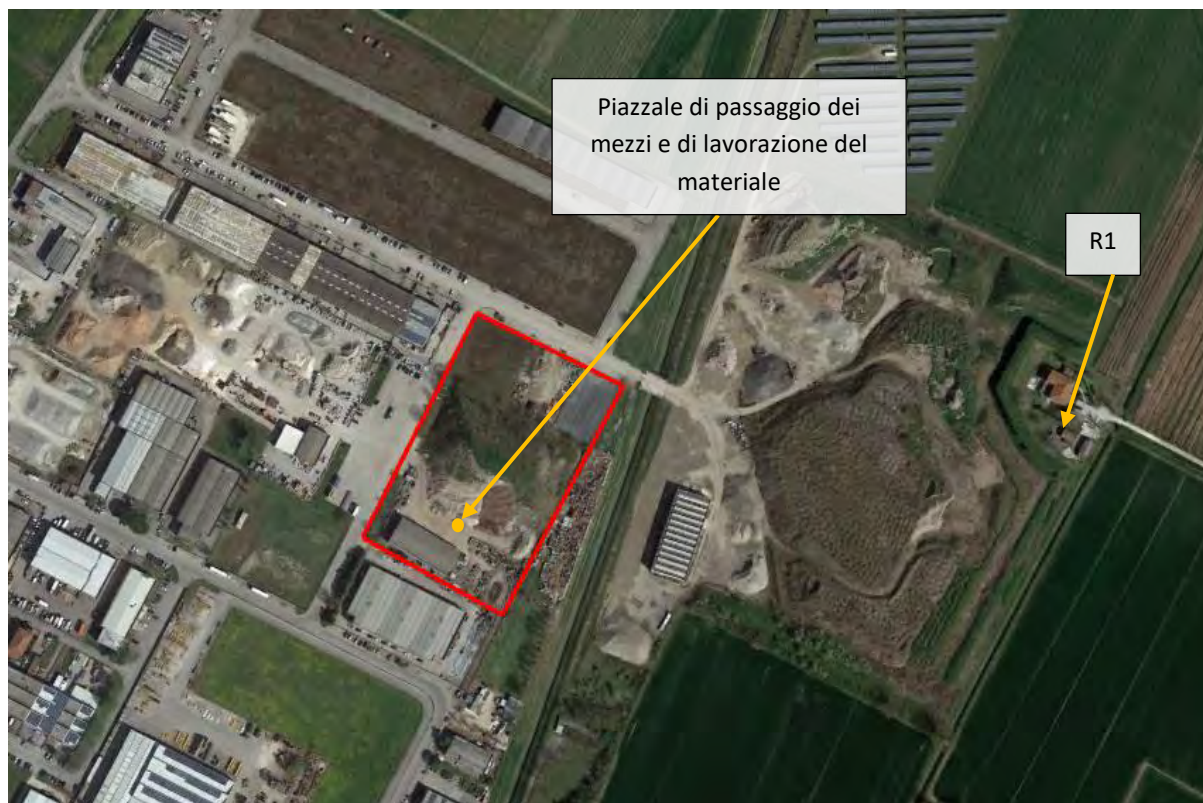 Piazzale di passaggio dei
mezzi e di lavorazione del
materiale
R1